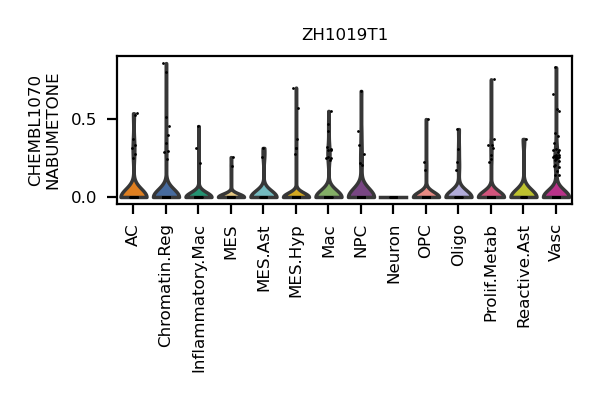 ZH1019T1
CHEMBL1070
NABUMETONE
0.5
0.0
AC
Chromatin.Reg
Inflammatory.Mac
MES
MES.Ast
MES.Hyp
Mac
NPC
Neuron
OPC
Oligo
Prolif.Metab
Reactive.Ast
Vasc